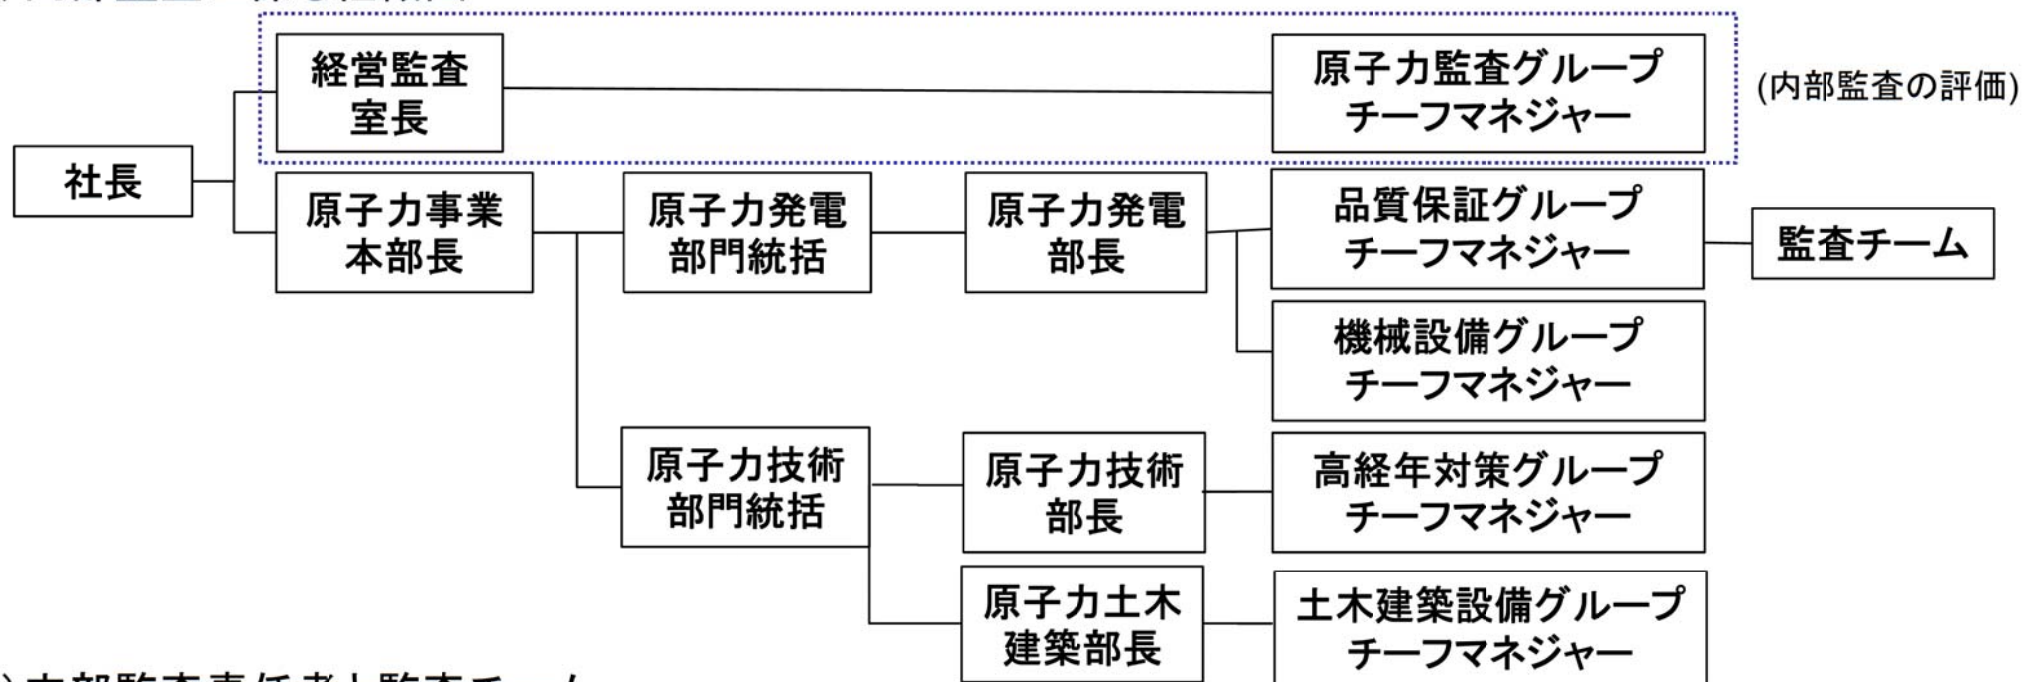 経営監査
室長
原子力監査グループ
チーフマネジャー
(内部監査の評価)
社長
原子力事業
本部長
原子力発電
部門統括
原子力発電
部長
品質保証グループ
チーフマネジャー
監査チーム
機械設備グループ
チーフマネジャー
原子力技術
部門統括
原子力技術
部長
高経年対策グループ
チーフマネジャー
原子力土木
建築部長
土木建築設備グループ
チーフマネジャー